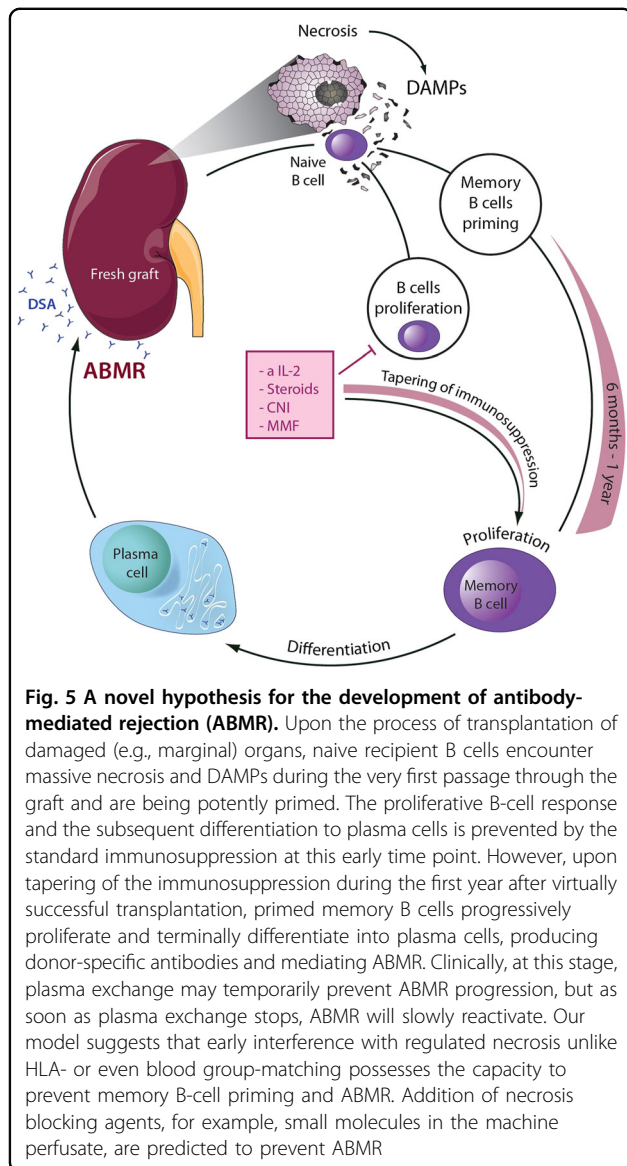 Necrosis
DAMPs
Naive
B cell
Memory
B cells
priming
Fresh graft
DSA
ABMR
B cells
proliferation
- a IL-2
- Steroids
- CNI
- MMF
Tapering of immunosuppression
6 months - 1 year
Proliferation
Memory
B cell
Plasma
cell
Differentiation
Fig. 5 A novel hypothesis for the development of antibody-
mediated rejection (ABMR). Upon the process of transplantation of
damaged (e.g., marginal) organs, naive recipient B cells encounter
massive necrosis and DAMPs during the very first passage through the
graft and are being potently primed. The proliferative B-cell response
and the subsequent differentiation to plasma cells is prevented by the
standard immunosuppression at this early time point. However, upon
tapering of the immunosuppression during the first year after virtually
successful transplantation, primed memory B cells progressively
proliferate and terminally differentiate into plasma cells, producing
donor-specific antibodies and mediating ABMR. Clinically, at this stage,
plasma exchange may temporarily prevent ABMR progression, but as
soon as plasma exchange stops, ABMR will slowly reactivate. Our
model suggests that early interference with regulated necrosis unlike
HLA- or even blood group-matching possesses the capacity to
prevent memory B-cell priming and ABMR. Addition of necrosis
blocking agents, for example, small molecules in the machine
perfusate, are predicted to prevent ABMR